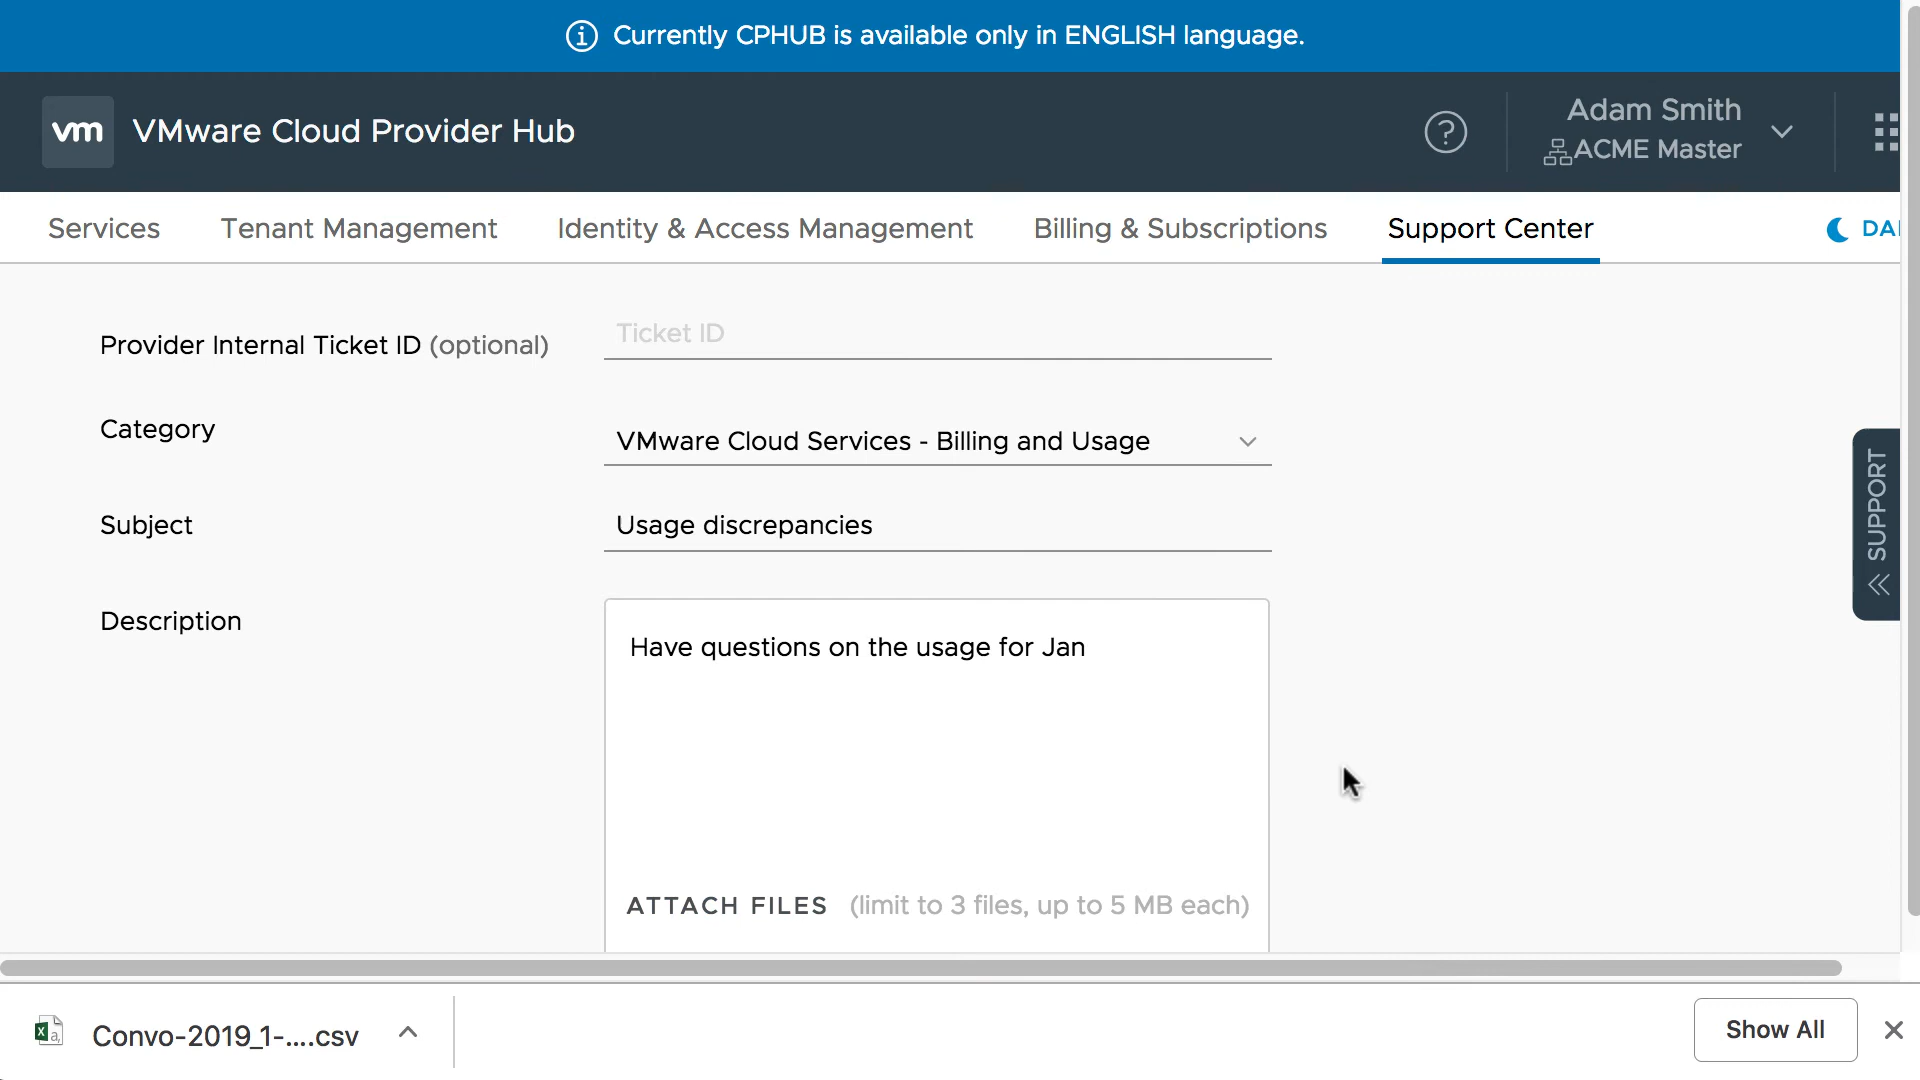 Currently CPHUB is available only in ENGLISH language.
vm VMware Cloud Provider Hub
Adam Smith
ACME Master
Services Tenant Management Identity & Access Management Billing & Subscriptions Support Center DA
Provider Internal Ticket ID (optional) Ticket ID
Category VMware Cloud Services - Billing and Usage
Subject Usage discrepancies
Description
Have questions on the usage for Jan
ATTACH FILES (limit to 3 files, up to 5 MB each)
SUPPORT
Convo-2019_1-....csv
Show All